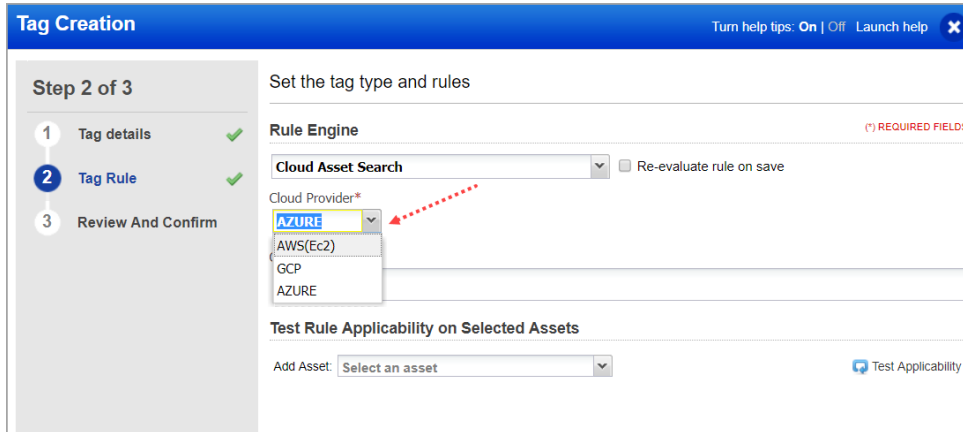 Tag Creation
Turn help tips: On | Off Launch help
Step 2 of 3
1 Tag details
2 Tag Rule
3 Review And Confirm
Set the tag type and rules
Rule Engine
(*) REQUIRED FIELDS
Cloud Asset Search
Re-evaluate rule on save
Cloud Provider*
AZURE
AWS(Ec2)
GCP
AZURE
Test Rule Applicability on Selected Assets
Add Asset: Select an asset
Test Applicability